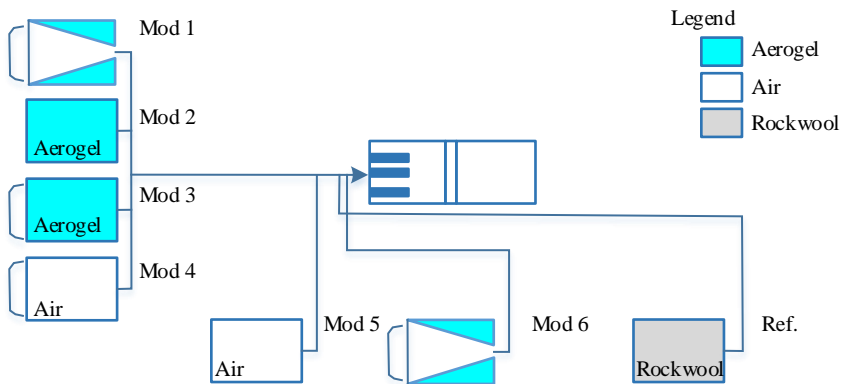 Legend
Aerogel
Air
Rockwool
Mod 1
Mod 2
Aerogel
Mod 3
Aerogel
Mod 4
Air
Mod 5
Air
Mod 6
Ref.
Rockwool